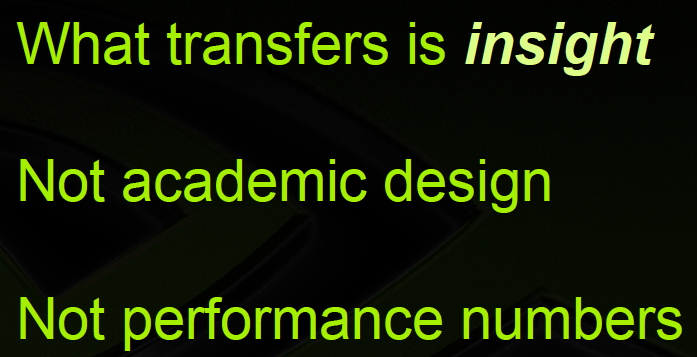 What transfers is insight
Not academic design
Not performance numbers